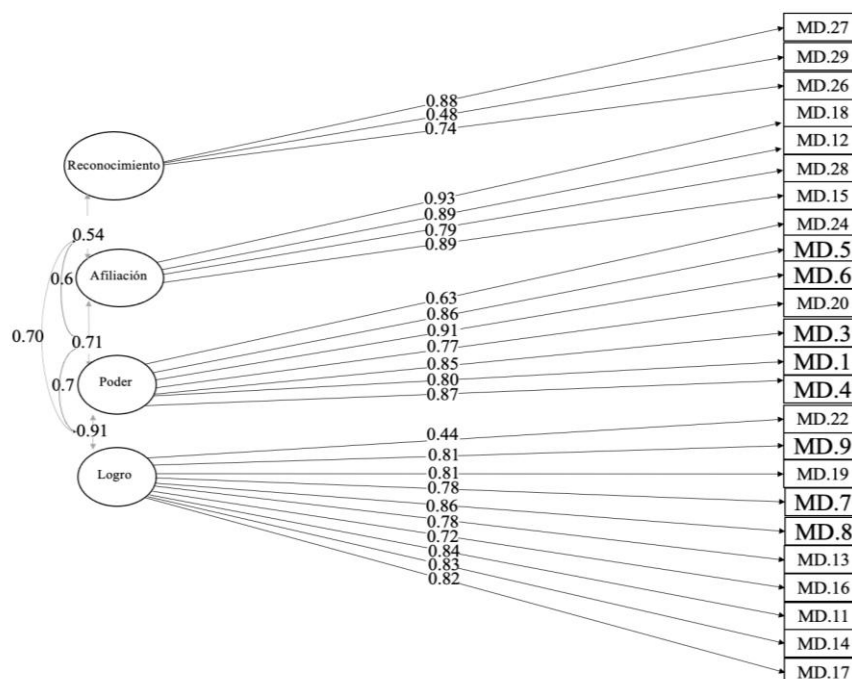 MD.27
MD.29
MD.26
MD.18
MD.12
MD.28
MD.15
MD.24
MD.5
MD.6
MD.20
MD.3
MD.1
MD.4
MD.22
MD.9
MD.19
MD.7
MD.8
MD.13
MD.16
MD.11
MD.14
MD.17
0.88
0.48
0.74
0.93
0.89
0.79
0.89
0.63
0.86
0.91
0.77
0.85
0.80
0.87
0.44
0.81
0.81
0.78
0.86
0.78
0.72
0.84
0.83
0.82
Reconocimiento
Afiliación
Poder
Logro
0.54
0.6
0.70
0.71
0.7
0.91